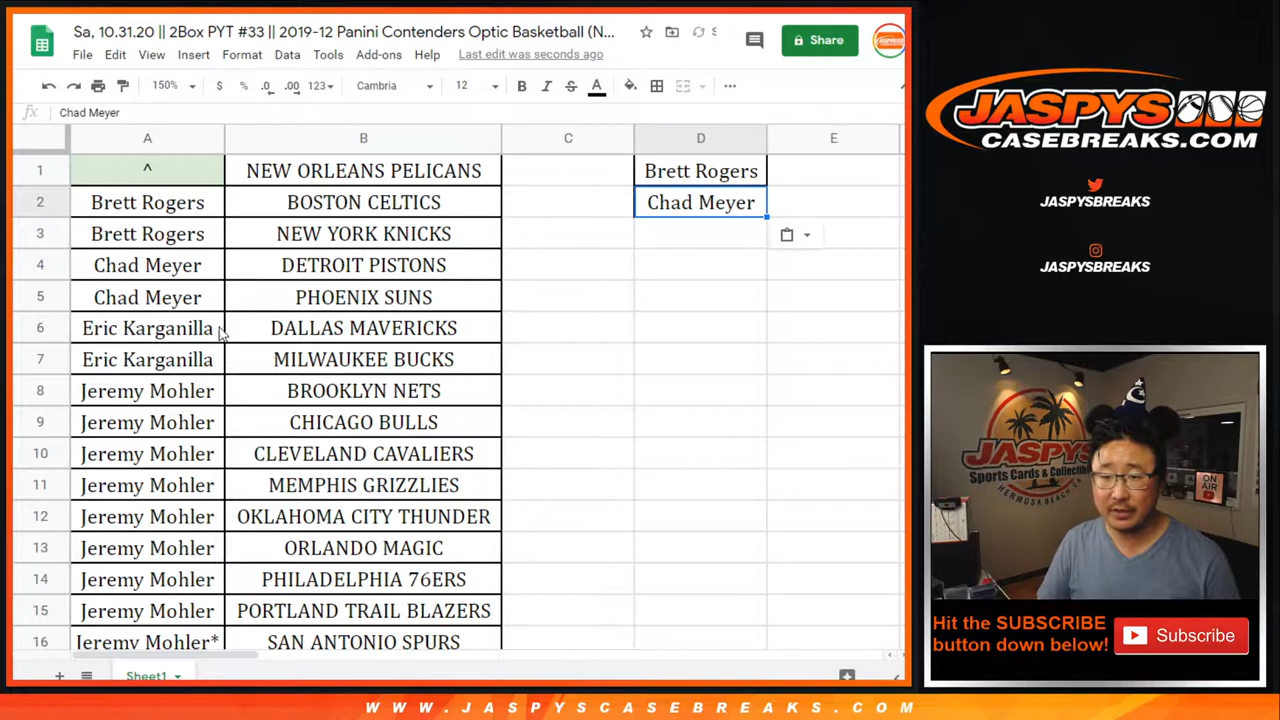 Sa, 10.31.20 || 2Box PYT #33 || 2019-12 Panini Contenders Optic Basketball (N...
File Edit View Insert Format Data Tools Add-ons Help Last edit was seconds ago
Share
150% $ % .0 .00 123 Cambria 12 B I S A ...
fx Chad Meyer
A B C D E
1 ^ NEW ORLEANS PELICANS Brett Rogers
2 Brett Rogers BOSTON CELTICS Chad Meyer
3 Brett Rogers NEW YORK KNICKS
4 Chad Meyer DETROIT PISTONS
5 Chad Meyer PHOENIX SUNS
6 Eric Karganilla DALLAS MAVERICKS
7 Eric Karganilla MILWAUKEE BUCKS
8 Jeremy Mohler BROOKLYN NETS
9 Jeremy Mohler CHICAGO BULLS
10 Jeremy Mohler CLEVELAND CAVALIERS
11 Jeremy Mohler MEMPHIS GRIZZLIES
12 Jeremy Mohler OKLAHOMA CITY THUNDER
13 Jeremy Mohler ORLANDO MAGIC
14 Jeremy Mohler PHILADELPHIA 76ERS
15 Jeremy Mohler PORTLAND TRAIL BLAZERS
16 Jeremy Mohler* SAN ANTONIO SPURS
Sheet1
JASPYS
CASEBREAKS.COM
JASPYSBREAKS
JASPYSBREAKS
JASPYS
Sports Cards & Collectibl
HERMOSA BEACH, CA
ON AIR
Hit the SUBSCRIBE
button down below!
Subscribe
WWW.JASPYSCASEBREAKS.COM